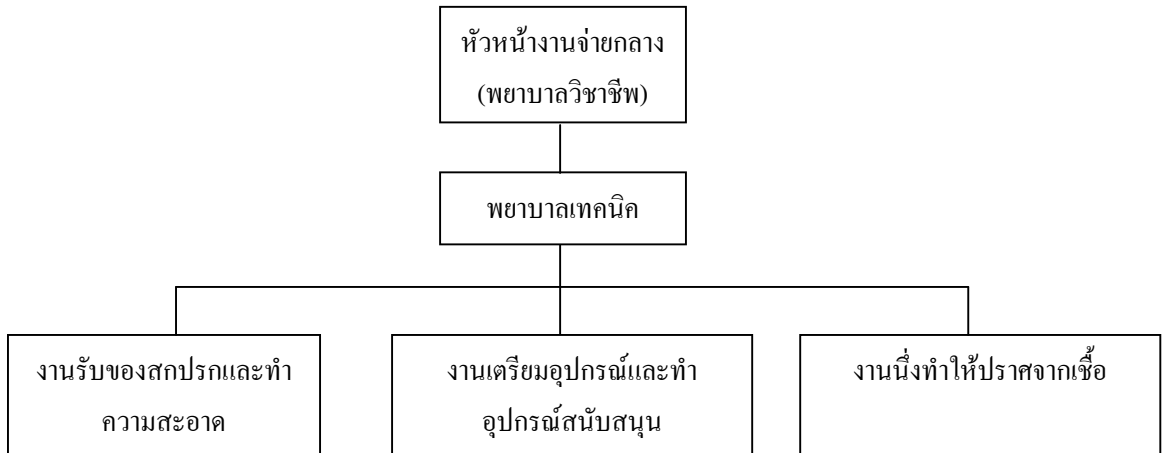 หัวหน้างานจ่ายกลาง
(พยาบาลวิชาชีพ)
พยาบาลเทคนิค
งานรับของสกปรกและทำ
ความสะอาด
งานเตรียมอุปกรณ์และทำ
อุปกรณ์สนับสนุน
งานนึ่งทำให้ปราศจากเชื้อ